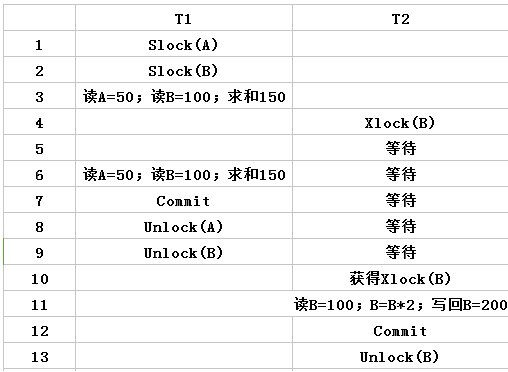 T1 T2
1 Slock(A)
2 Slock(B)
3 读A=50；读B=100；求和150
4 Xlock(B)
5 等待
6 读A=50；读B=100；求和150 等待
7 Commit 等待
8 Unlock(A) 等待
9 Unlock(B) 等待
10 获得Xlock(B)
11 读B=100；B=B*2；写回B=200
12 Commit
13 Unlock(B)